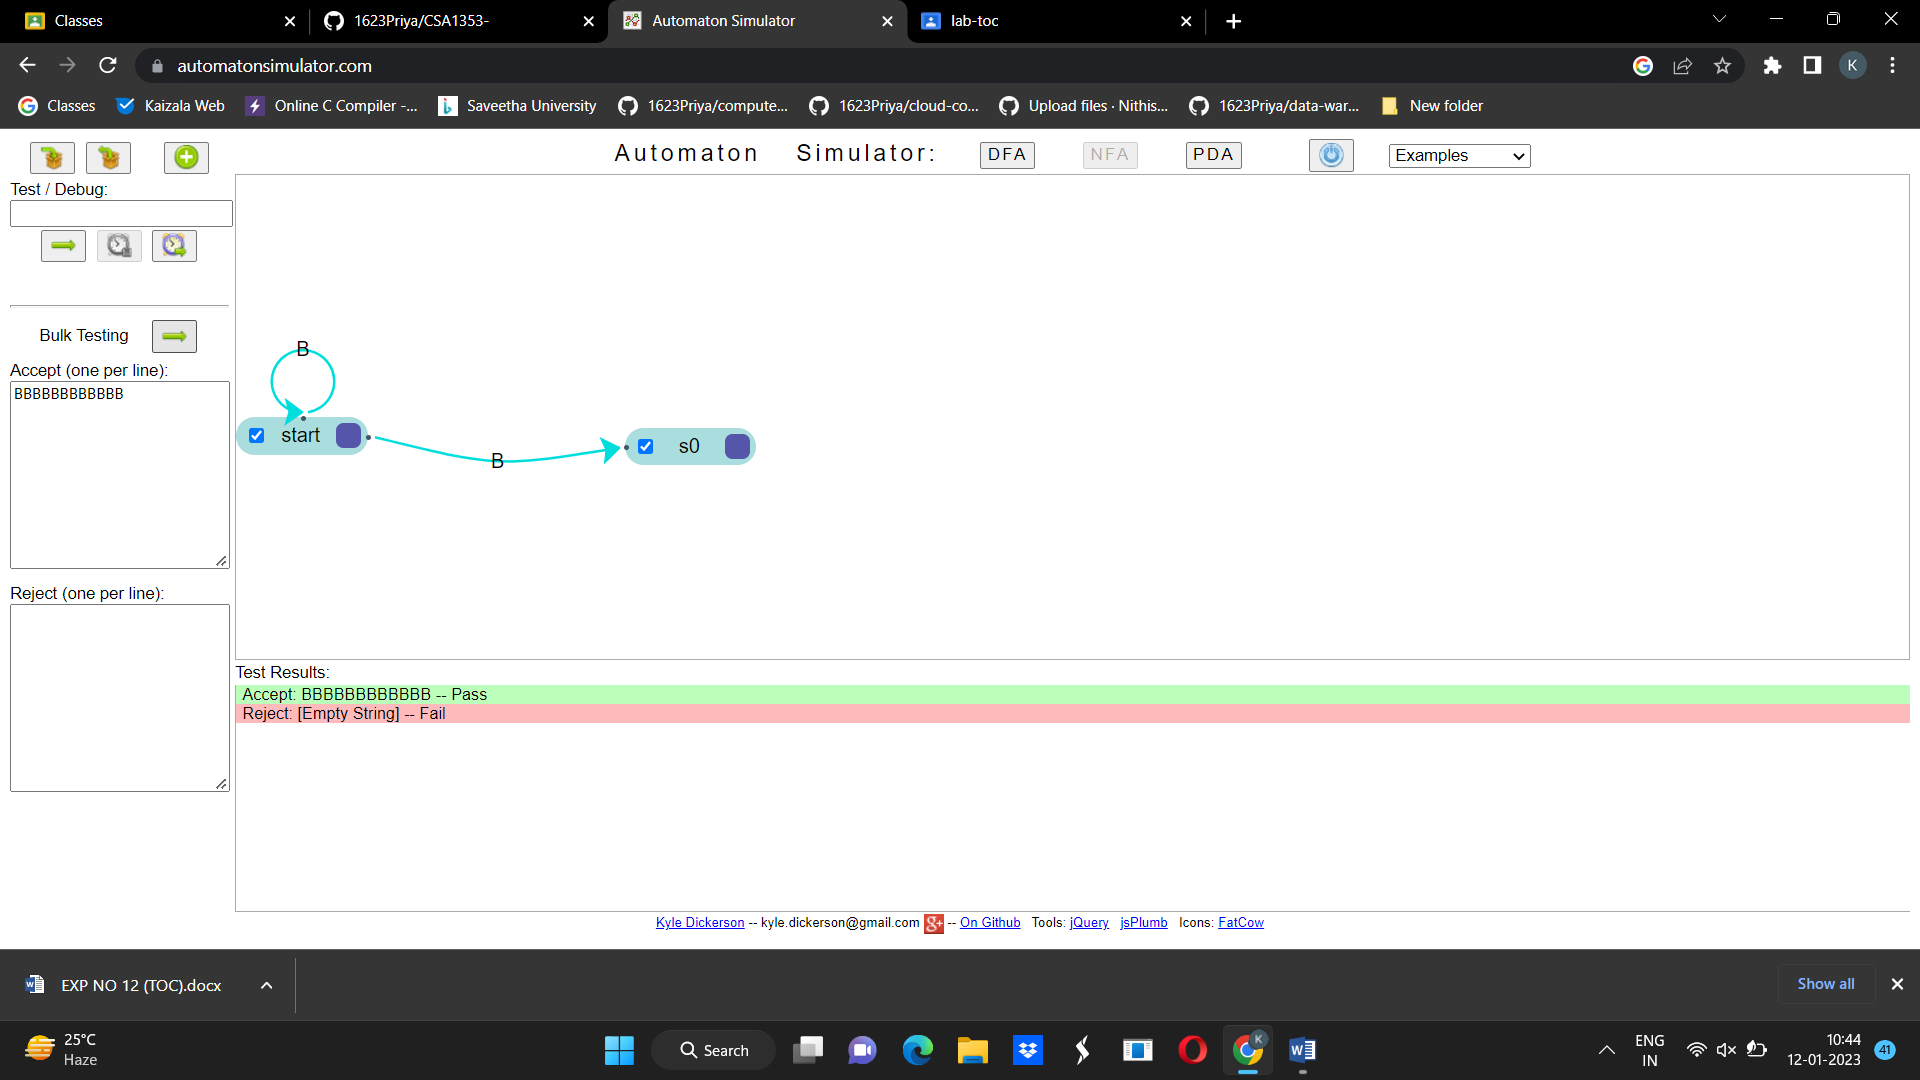 Classes
1623Priya/CSA1353-
Automaton Simulator
lab-toc
automatonsimulator.com
K
Classes
Kaizala Web
Online C Compiler -...
Saveetha University
1623Priya/compute...
1623Priya/cloud-co...
Upload files · Nithis...
1623Priya/data-war...
New folder
Automaton Simulator:
DFA
NFA
PDA
Examples
Test / Debug:
Bulk Testing
Accept (one per line):
BBBBBBBBBBBB
Reject (one per line):
B
start
B
s0
Test Results:
Accept: BBBBBBBBBBBB -- Pass
Reject: [Empty String] -- Fail
Kyle Dickerson -- kyle.dickerson@gmail.com g+ -- On Github Tools: jQuery jsPlumb Icons: FatCow
EXP NO 12 (TOC).docx
Show all
25°C
Haze
Search
K
ENG
IN
10:44
12-01-2023
41